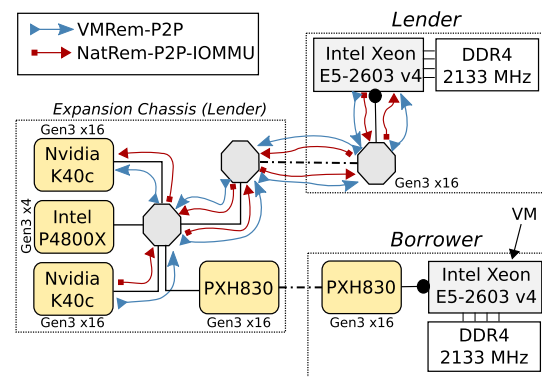 VMRem-P2P
NatRem-P2P-IOMMU
Lender
Intel Xeon
E5-2603 v4
DDR4
2133 MHz
Gen3 x16
Expansion Chassis (Lender)
Gen3 x16
Nvidia
K40c
Gen3 x4
Intel
P4800X
Nvidia
K40c
Gen3 x16
PXH830
Gen3 x16
Borrower
VM
PXH830
Gen3 x16
Intel Xeon
E5-2603 v4
DDR4
2133 MHz